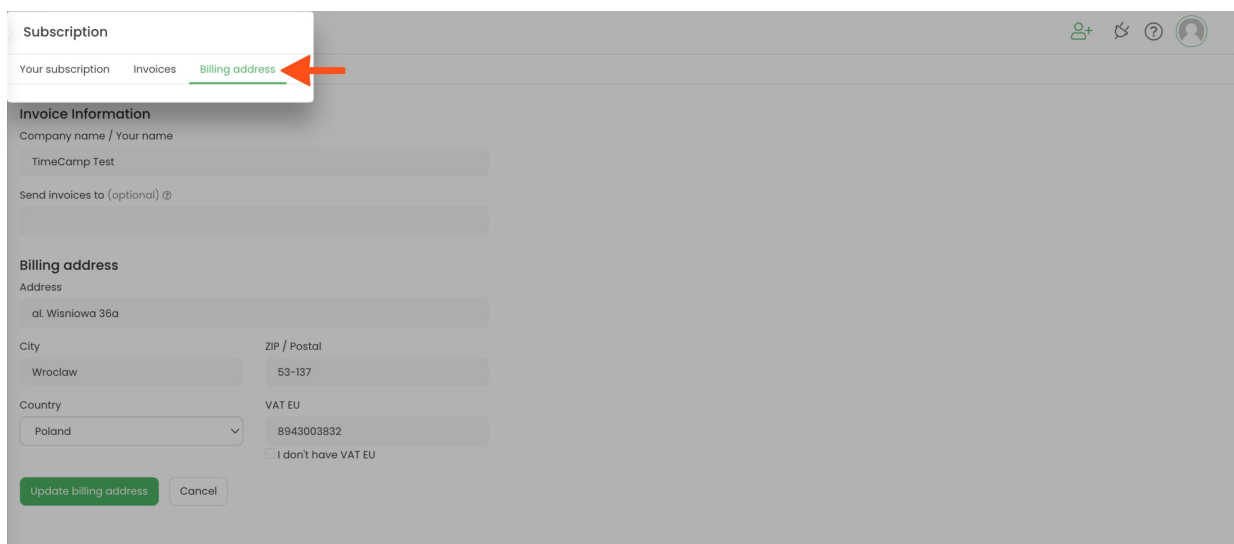 Subscription
Your subscription Invoices Billing address
Invoice Information
Company name / Your name
TimeCamp Test
Send invoices to (optional)
Billing address
Address
al. Wisniowa 36a
City ZIP / Postal
Wroclaw 53-137
Country VAT EU
Poland 8943003832
I don't have VAT EU
Update billing address Cancel